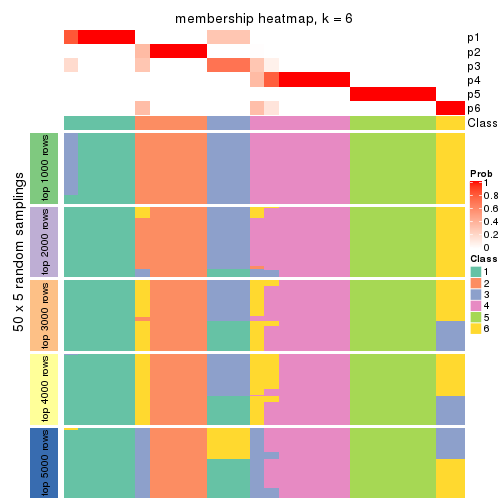 membership heatmap, k = 6
p1
p2
p3
p4
p5
p6
Class
50 x 5 random samplings
top 1000 rows
top 2000 rows
top 3000 rows
top 4000 rows
top 5000 rows
Prob
1
0.8
0.6
0.4
0.2
0
Class
1
2
3
4
5
6